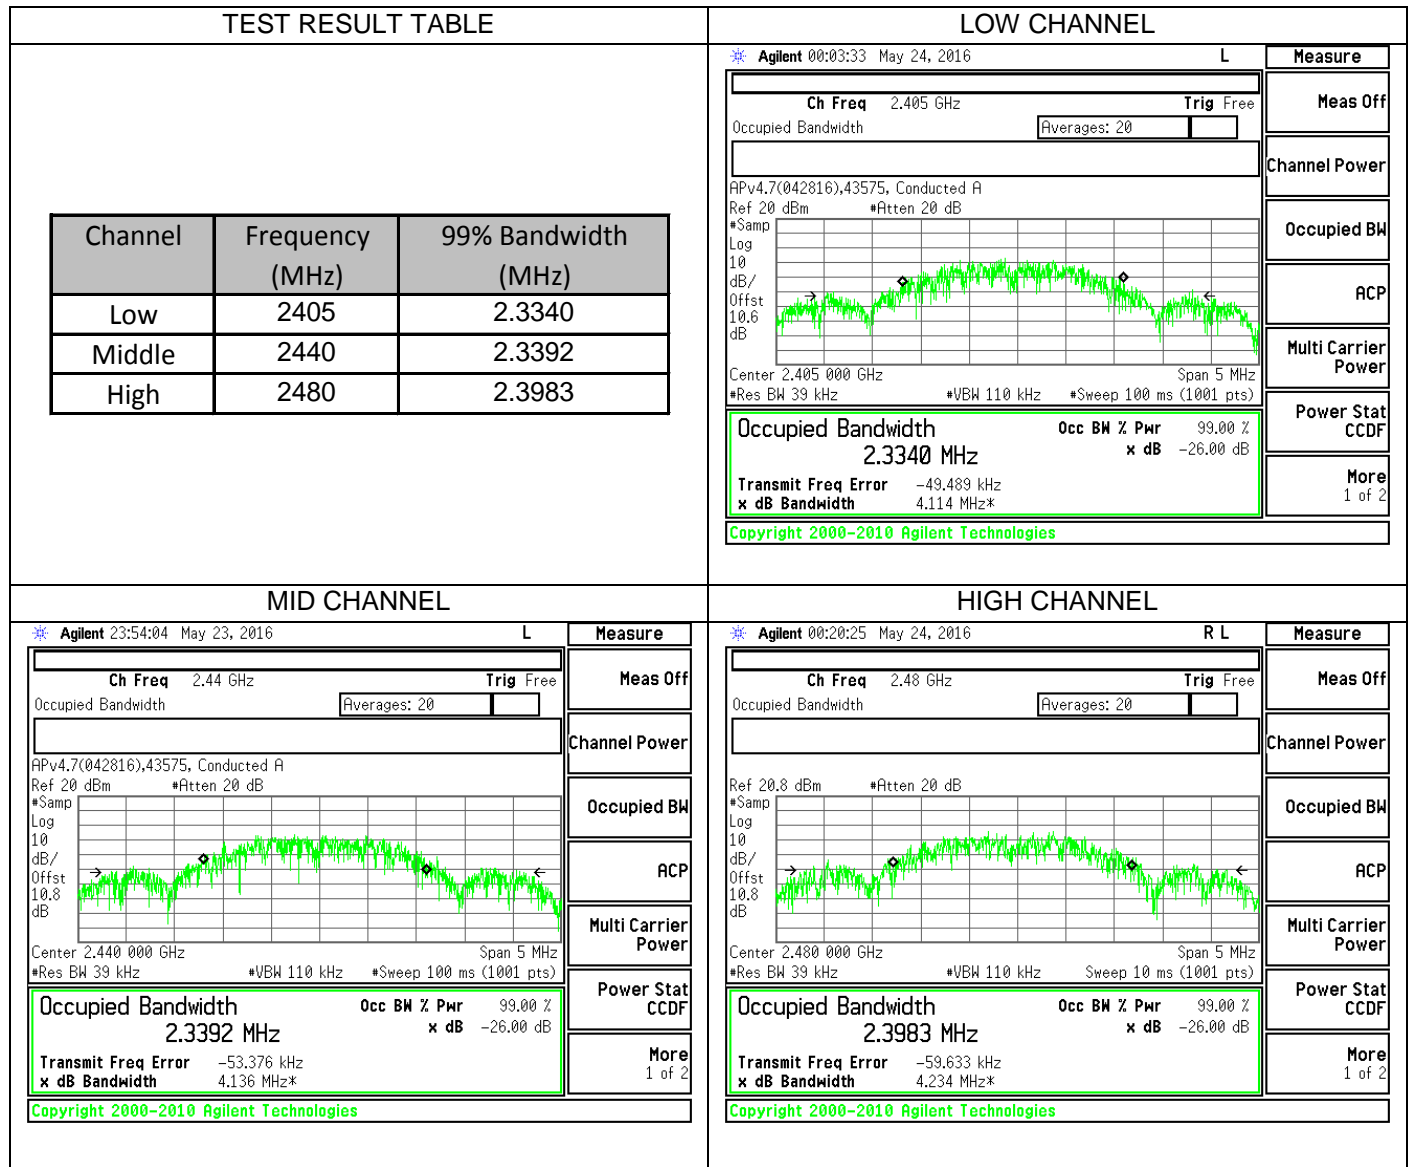 TEST RESULT TABLE
Channel Frequency (MHz) 99% Bandwidth (MHz)
Low 2405 2.3340
Middle 2440 2.3392
High 2480 2.3983
LOW CHANNEL
Agilent 00:03:33 May 24, 2016 L
Ch Freq 2.405 GHz Trig Free
Occupied Bandwidth Averages: 20
APv4.7(042816),43575, Conducted A
Ref 20 dBm #Atten 20 dB
#Samp
Log
10
dB/
Offst
10.6
dB
Center 2.405 000 GHz Span 5 MHz
#Res BW 39 kHz #VBW 110 kHz #Sweep 100 ms (1001 pts)
Occupied Bandwidth Occ BW % Pwr 99.00 %
2.3340 MHz x dB -26.00 dB
Transmit Freq Error -49.489 kHz
x dB Bandwidth 4.114 MHz*
Copyright 2000-2010 Agilent Technologies
Measure
Meas Off
Channel Power
Occupied BW
ACP
Multi Carrier
Power
Power Stat
CCDF
More
1 of 2
MID CHANNEL
Agilent 23:54:04 May 23, 2016 L
Ch Freq 2.44 GHz Trig Free
Occupied Bandwidth Averages: 20
APv4.7(042816),43575, Conducted A
Ref 20 dBm #Atten 20 dB
#Samp
Log
10
dB/
Offst
10.8
dB
Center 2.440 000 GHz Span 5 MHz
#Res BW 39 kHz #VBW 110 kHz #Sweep 100 ms (1001 pts)
Occupied Bandwidth Occ BW % Pwr 99.00 %
2.3392 MHz x dB -26.00 dB
Transmit Freq Error -53.376 kHz
x dB Bandwidth 4.136 MHz*
Copyright 2000-2010 Agilent Technologies
Measure
Meas Off
Channel Power
Occupied BW
ACP
Multi Carrier
Power
Power Stat
CCDF
More
1 of 2
HIGH CHANNEL
Agilent 00:20:25 May 24, 2016 R L
Ch Freq 2.48 GHz Trig Free
Occupied Bandwidth Averages: 20
Ref 20.8 dBm #Atten 20 dB
#Samp
Log
10
dB/
Offst
10.8
dB
Center 2.480 000 GHz Span 5 MHz
#Res BW 39 kHz #VBW 110 kHz Sweep 10 ms (1001 pts)
Occupied Bandwidth Occ BW % Pwr 99.00 %
2.3983 MHz x dB -26.00 dB
Transmit Freq Error -59.633 kHz
x dB Bandwidth 4.234 MHz*
Copyright 2000-2010 Agilent Technologies
Measure
Meas Off
Channel Power
Occupied BW
ACP
Multi Carrier
Power
Power Stat
CCDF
More
1 of 2